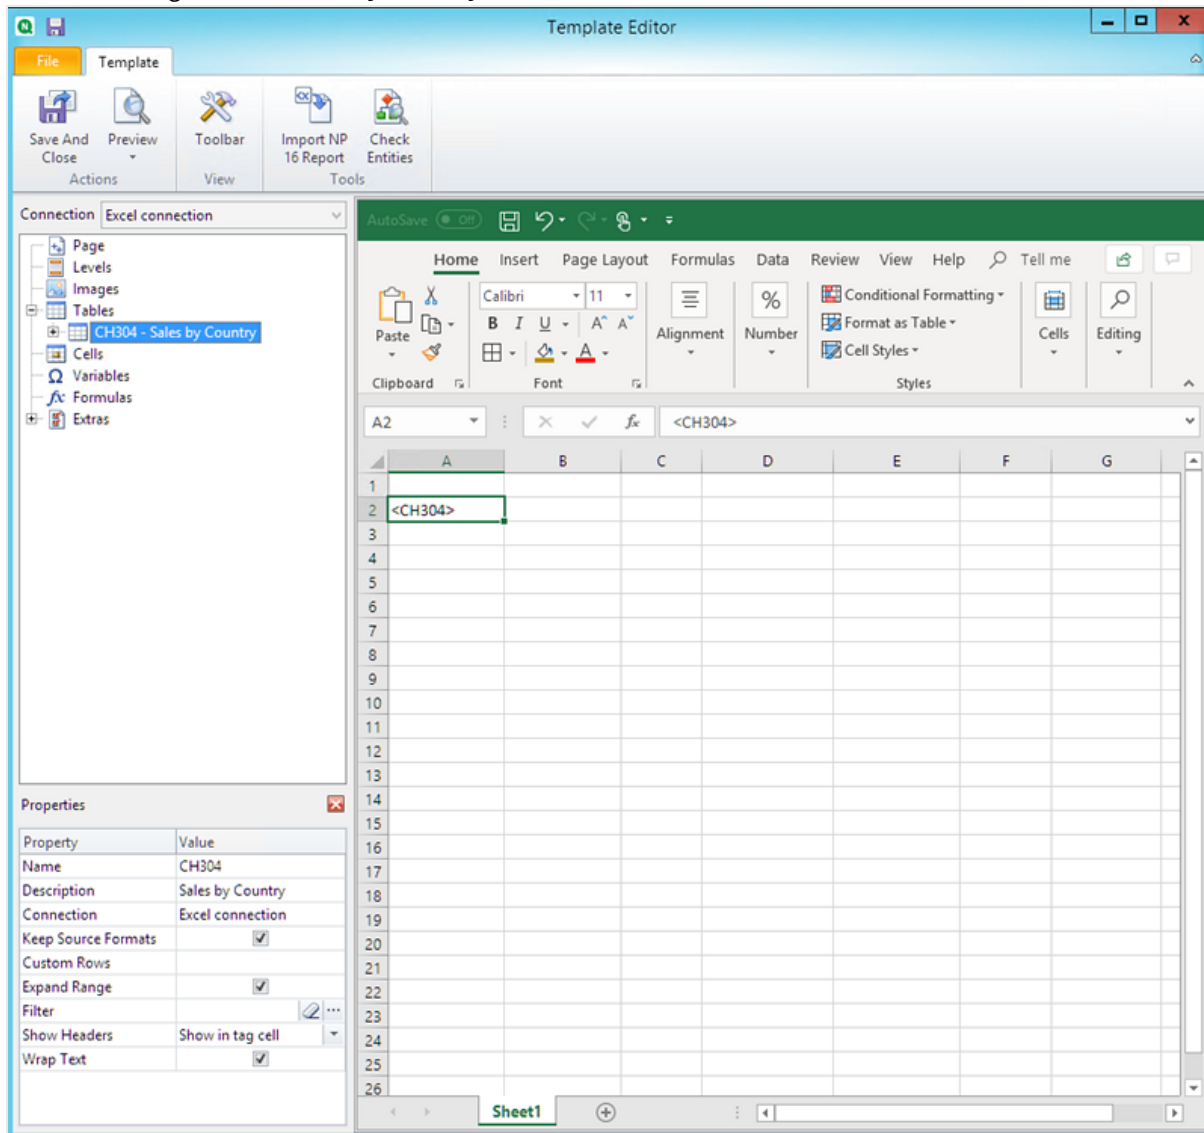 Template Editor
File Template
Save And Close
Preview
Toolbar
Import NP 16 Report
Check Entities
Actions
View
Tools
Connection Excel connection
Page
Levels
Images
Tables
CH304 - Sales by Country
Cells
Variables
Formulas
Extras
Properties
Property Value
Name CH304
Description Sales by Country
Connection Excel connection
Keep Source Formats
Custom Rows
Expand Range
Filter
Show Headers Show in tag cell
Wrap Text
AutoSave Off
Home Insert Page Layout Formulas Data Review View Help Tell me
Paste
Calibri 11
B I U A A
A
Alignment
%
Number
Conditional Formatting
Format as Table
Cell Styles
Cells
Editing
Clipboard Font Styles
A2 fx <CH304>
A B C D E F G
1
2 <CH304>
3
4
5
6
7
8
9
10
11
12
13
14
15
16
17
18
19
20
21
22
23
24
25
26
Sheet1